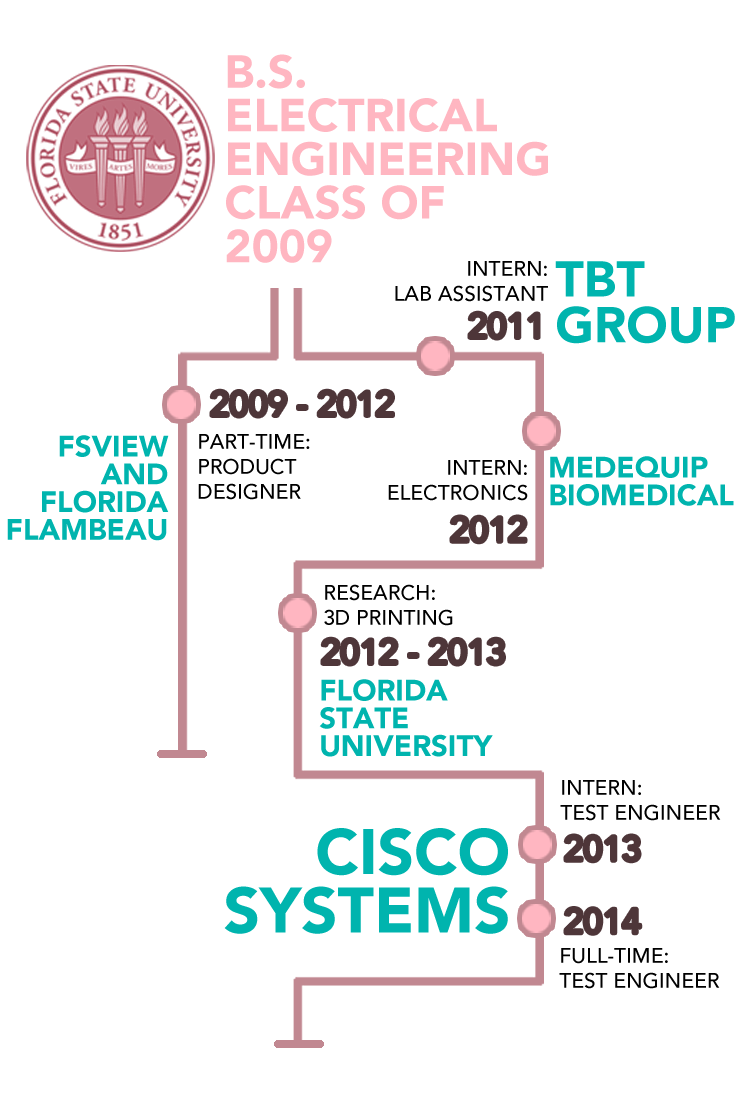 FLORIDA STATE UNIVERSITY
VIRES ARTES MORES
1851
B.S.
ELECTRICAL
ENGINEERING
CLASS OF
2009
INTERN:
LAB ASSISTANT
2011
TBT
GROUP
2009 - 2012
PART-TIME:
PRODUCT
DESIGNER
FSVIEW
AND
FLORIDA
FLAMBEAU
INTERN:
ELECTRONICS
2012
MEDEQUIP
BIOMEDICAL
RESEARCH:
3D PRINTING
2012 - 2013
FLORIDA
STATE
UNIVERSITY
INTERN:
TEST ENGINEER
2013
CISCO
SYSTEMS
2014
FULL-TIME:
TEST ENGINEER